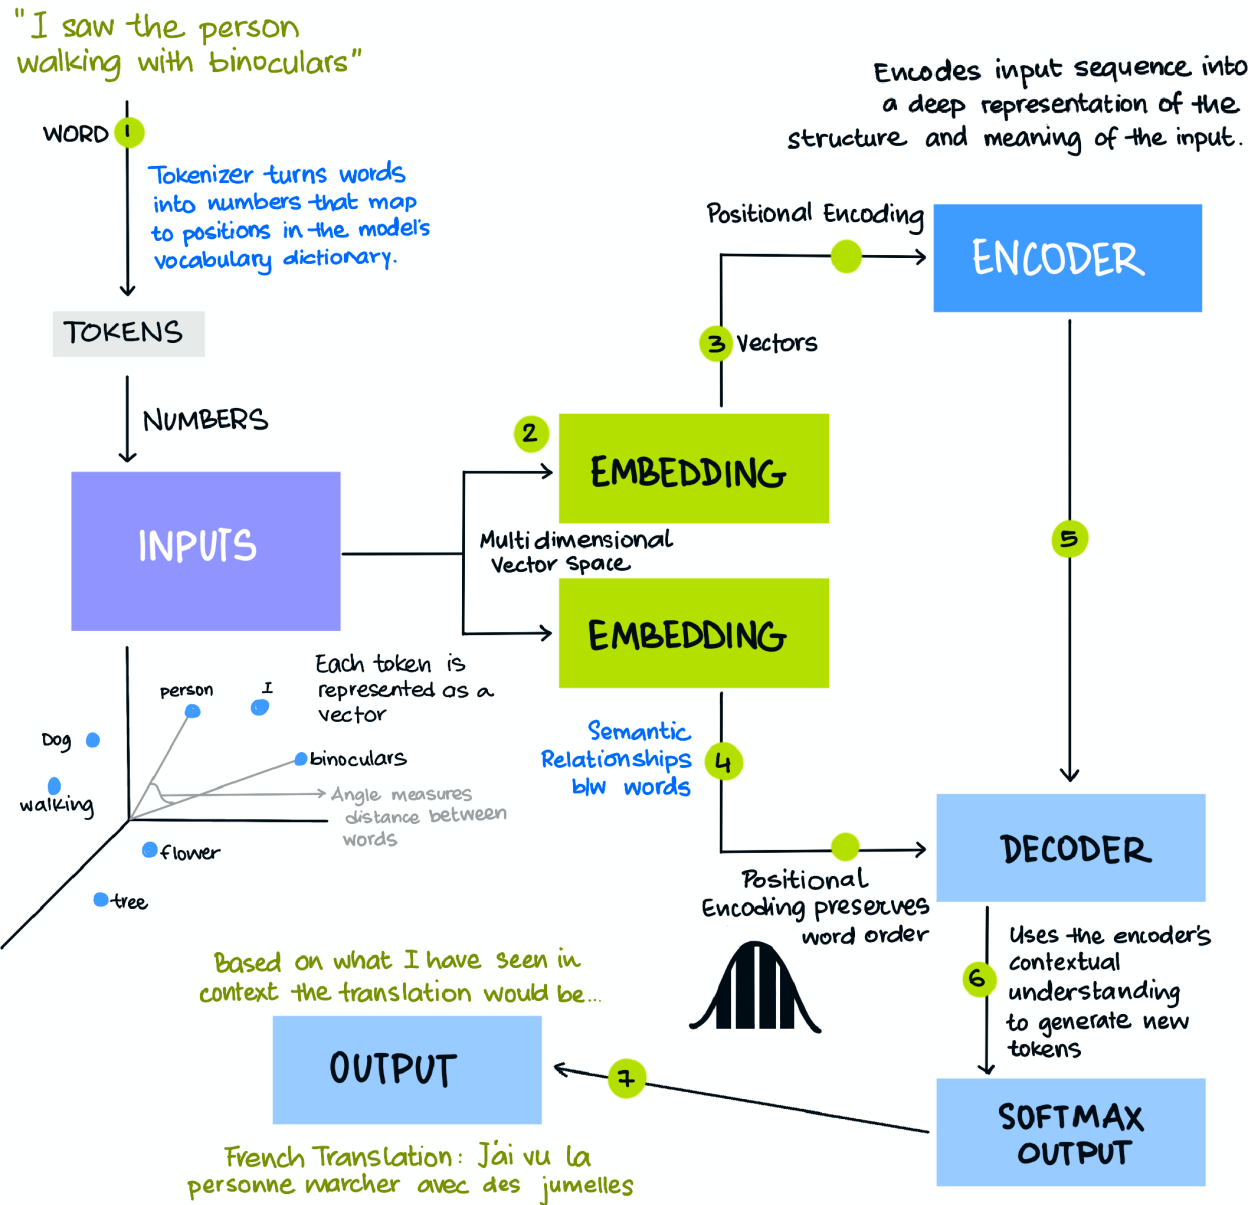 "I saw the person
walking with binoculars"
WORD 1
Tokenizer turns words
into numbers that map
to positions in the model's
vocabulary dictionary.
TOKENS
NUMBERS
INPUTS
2
EMBEDDING
Multidimensional
Vector Space
EMBEDDING
3 Vectors
Positional Encoding
Encodes input sequence into
a deep representation of the
structure and meaning of the input.
ENCODER
5
Each token is
represented as a
vector
person
I
Dog
binoculars
walking
Angle measures
distance between
words
flower
tree
Semantic
Relationships
b/w words
4
Positional
Encoding preserves
word order
DECODER
6
Uses the encoder's
contextual
understanding
to generate new
tokens
SOFTMAX
OUTPUT
7
Based on what I have seen in
context the translation would be...
OUTPUT
French Translation: J'ai vu la
personne marcher avec des jumelles